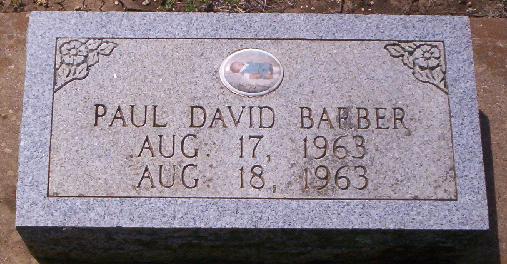 PAUL DAVID BARBER
AUG. 17, 1963
AUG. 18, 1963